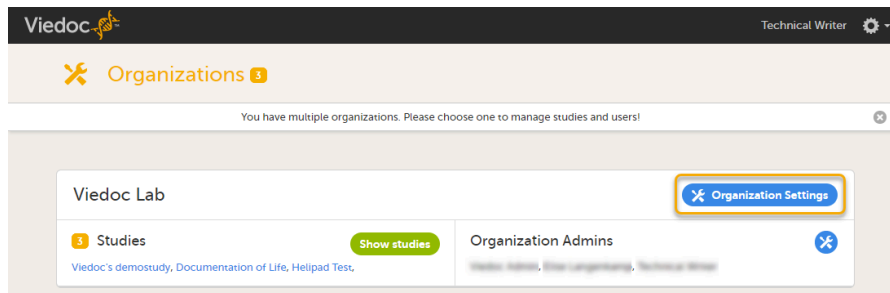 Viedoc
Technical Writer
Organizations 3
You have multiple organizations. Please choose one to manage studies and users!
Viedoc Lab
Organization Settings
3 Studies
Show studies
Viedoc's demostudy, Documentation of Life, Helipad Test,
Organization Admins